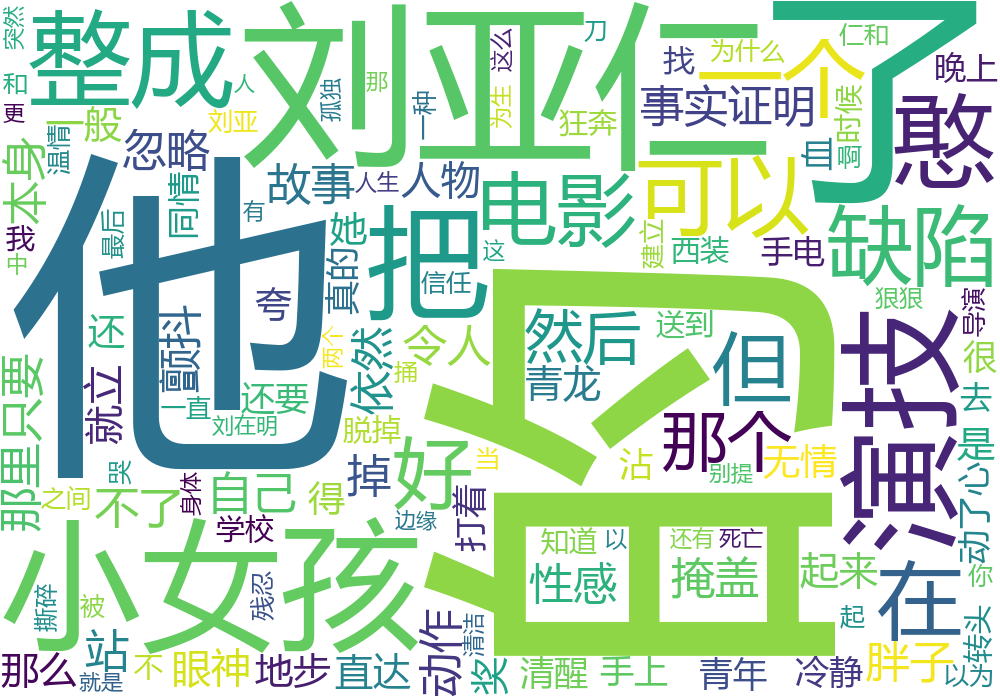 突然
整成
刘亚仁
了
刀
这么
为什么
仁和
找
一个
晚上
和
人
那
更
一般
刘亚
孤独
一种
为生
狂奔
事实证明
哥时候
血
憨
温情
忽略
故事
人生
人物
电影
可以
本身
同情
有
她
把
缺陷
我
最后
这
建立
西装
手电
中
他
真的
信任
夸
狠狠
导演
还
颤抖
两个
依然
令人
然后
送到
但
演技
很
那里只要
就立
一直
还要
捅
青龙
去
刘在明
脱掉
好
那个
哭
掉
当
沾
别提
无情
心是
之间
不了
身体
自己
得
的
小女孩
学校
边缘
打着
知道
以
还有
死亡
动了
撕碎
被
残忍
性感
掩盖
起来
你
在
清洁
站
动作
起
转头
那么
就是
不
眼神
地步
直达
奖
清醒
手上
青年
冷静
胖子
以为